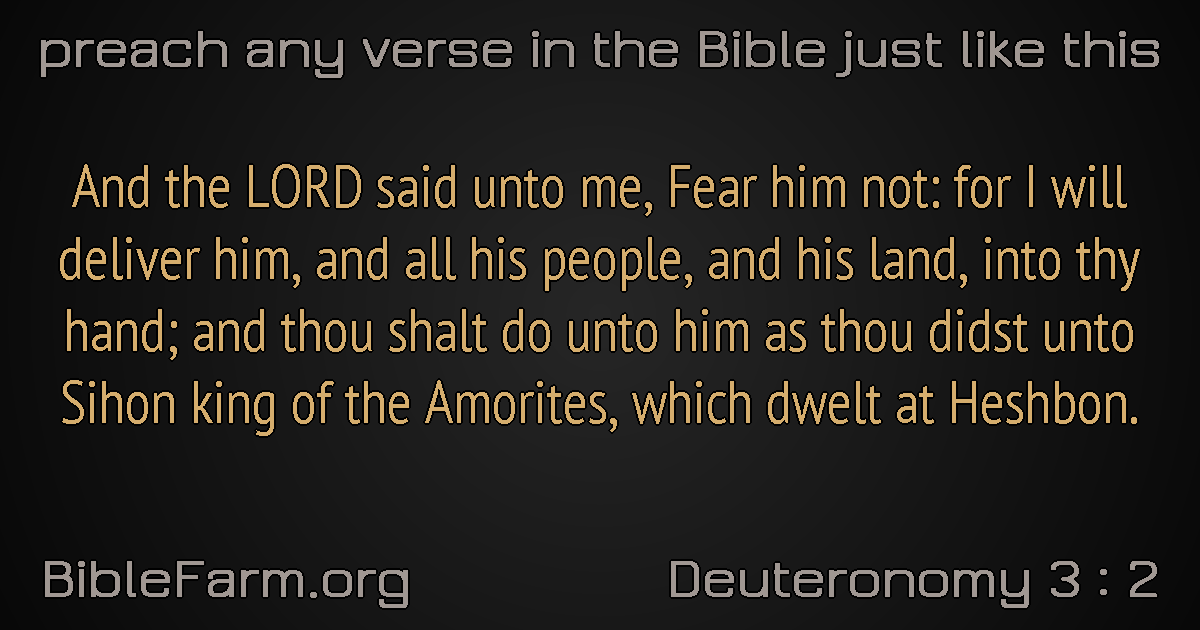 preach any verse in the Bible just like this
And the LORD said unto me, Fear him not: for I will
deliver him, and all his people, and his land, into thy
hand; and thou shalt do unto him as thou didst unto
Sihon king of the Amorites, which dwelt at Heshbon.
BibleFarm.org
Deuteronomy 3 : 2